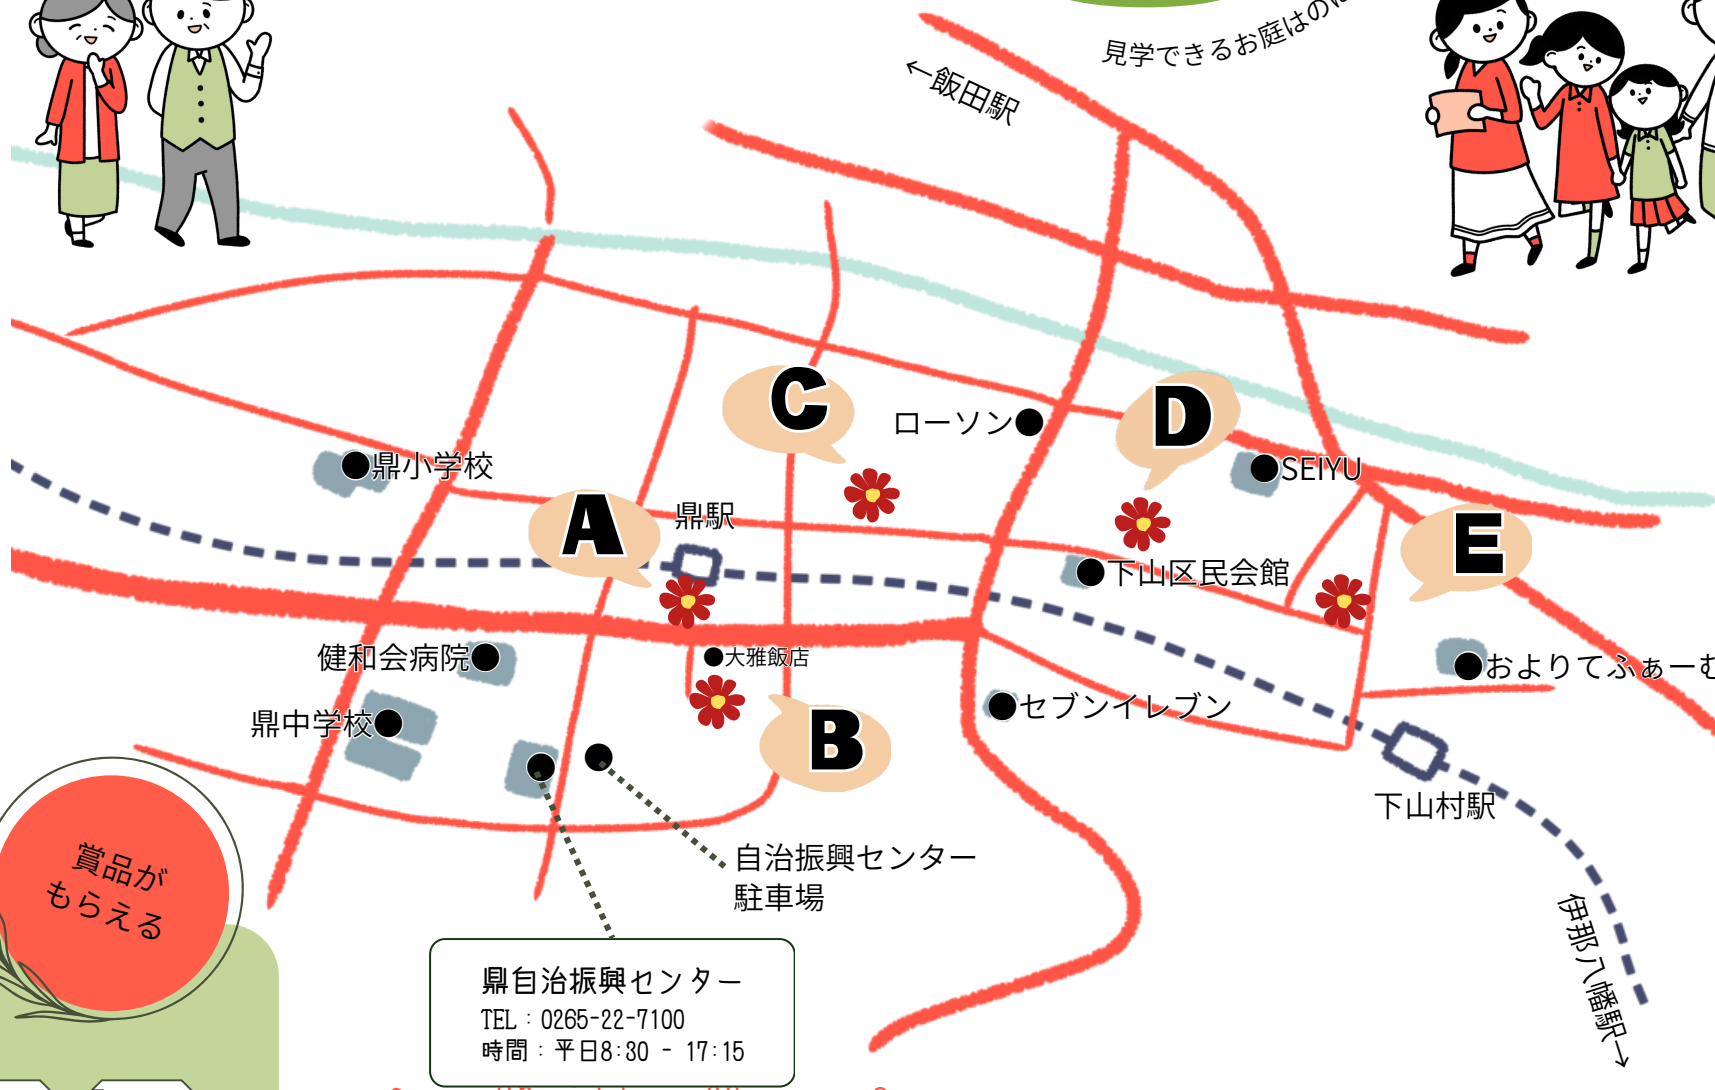 見学できるお庭はの
←飯田駅
C
D
ローソン
鼎小学校
SEIYU
A
鼎駅
E
下山区民会館
健和会病院
大雅飯店
およりてふぁーむ
鼎中学校
B
セブンイレブン
下山村駅
賞品が
もらえる
自治振興センター
駐車場
伊那八幡駅→
鼎自治振興センター
TEL：0265-22-7100
時間：平日8:30 - 17:15